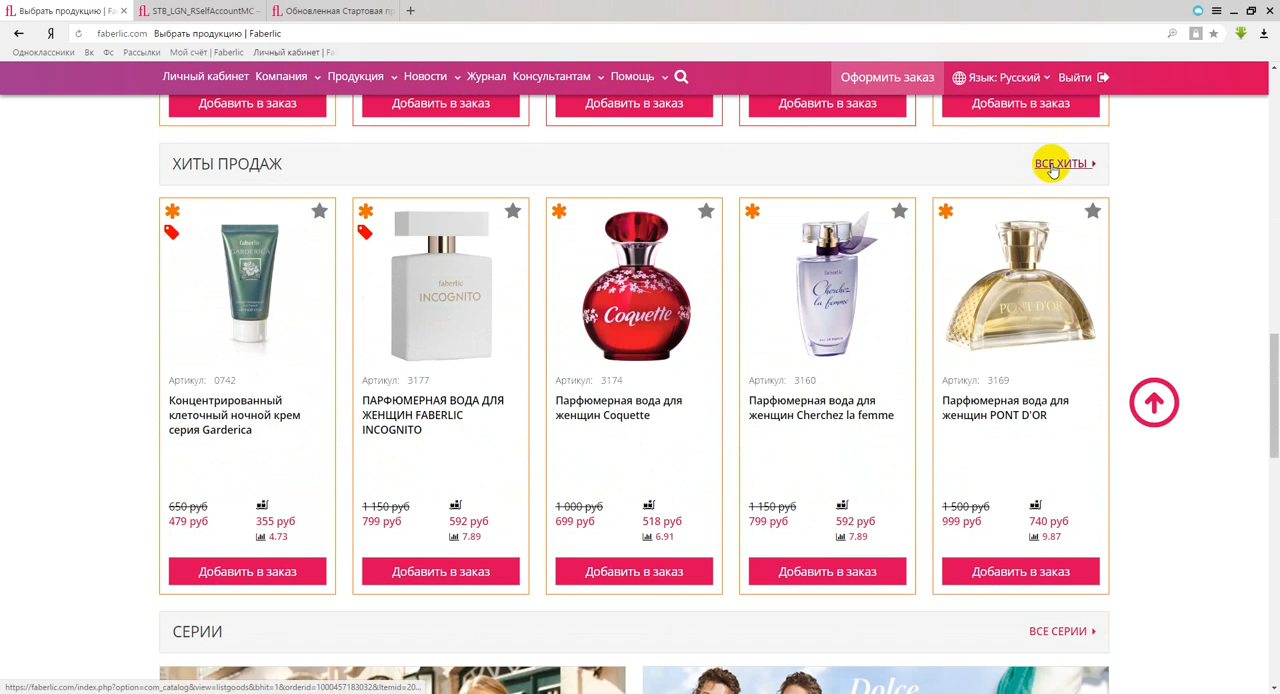 Выбрать продукцию | Fa
STB_LGN_RSelfAccountMC -
Обновленная Стартовая пр
faberlic.com Выбрать продукцию | Faberlic
Одноклассники Вк Фс Рассылки Мой счёт | Faberlic Личный кабинет | Fa
Личный кабинет Компания Продукция Новости Журнал Консультантам Помощь Оформить заказ Язык: Русский Выйти
Добавить в заказ Добавить в заказ Добавить в заказ Добавить в заказ Добавить в заказ
ХИТЫ ПРОДАЖ ВСЕ ХИТЫ
faberlic
GARDERICA
Артикул: 0742
Концентрированный
клеточный ночной крем
серия Garderica
650 руб
479 руб 355 руб
4.73
Добавить в заказ
faberlic
INCOGNITO
Артикул: 3177
ПАРФЮМЕРНАЯ ВОДА ДЛЯ
ЖЕНЩИН FABERLIC
INCOGNITO
1 150 руб
799 руб 592 руб
7.89
Добавить в заказ
Coquette
Артикул: 3174
Парфюмерная вода для
женщин Coquette
1 000 руб
699 руб 518 руб
6.91
Добавить в заказ
faberlic
Cherchez
la femme
Артикул: 3160
Парфюмерная вода для
женщин Cherchez la femme
1 150 руб
799 руб 592 руб
7.89
Добавить в заказ
PONT D'OR
Артикул: 3169
Парфюмерная вода для
женщин PONT D'OR
1 500 руб
999 руб 740 руб
9.87
Добавить в заказ
СЕРИИ ВСЕ СЕРИИ
Dolce
https://faberlic.com/index.php?option=com_catalog&view=listgoods&bhit=1&orderid=1000457183032&Itemid=20...